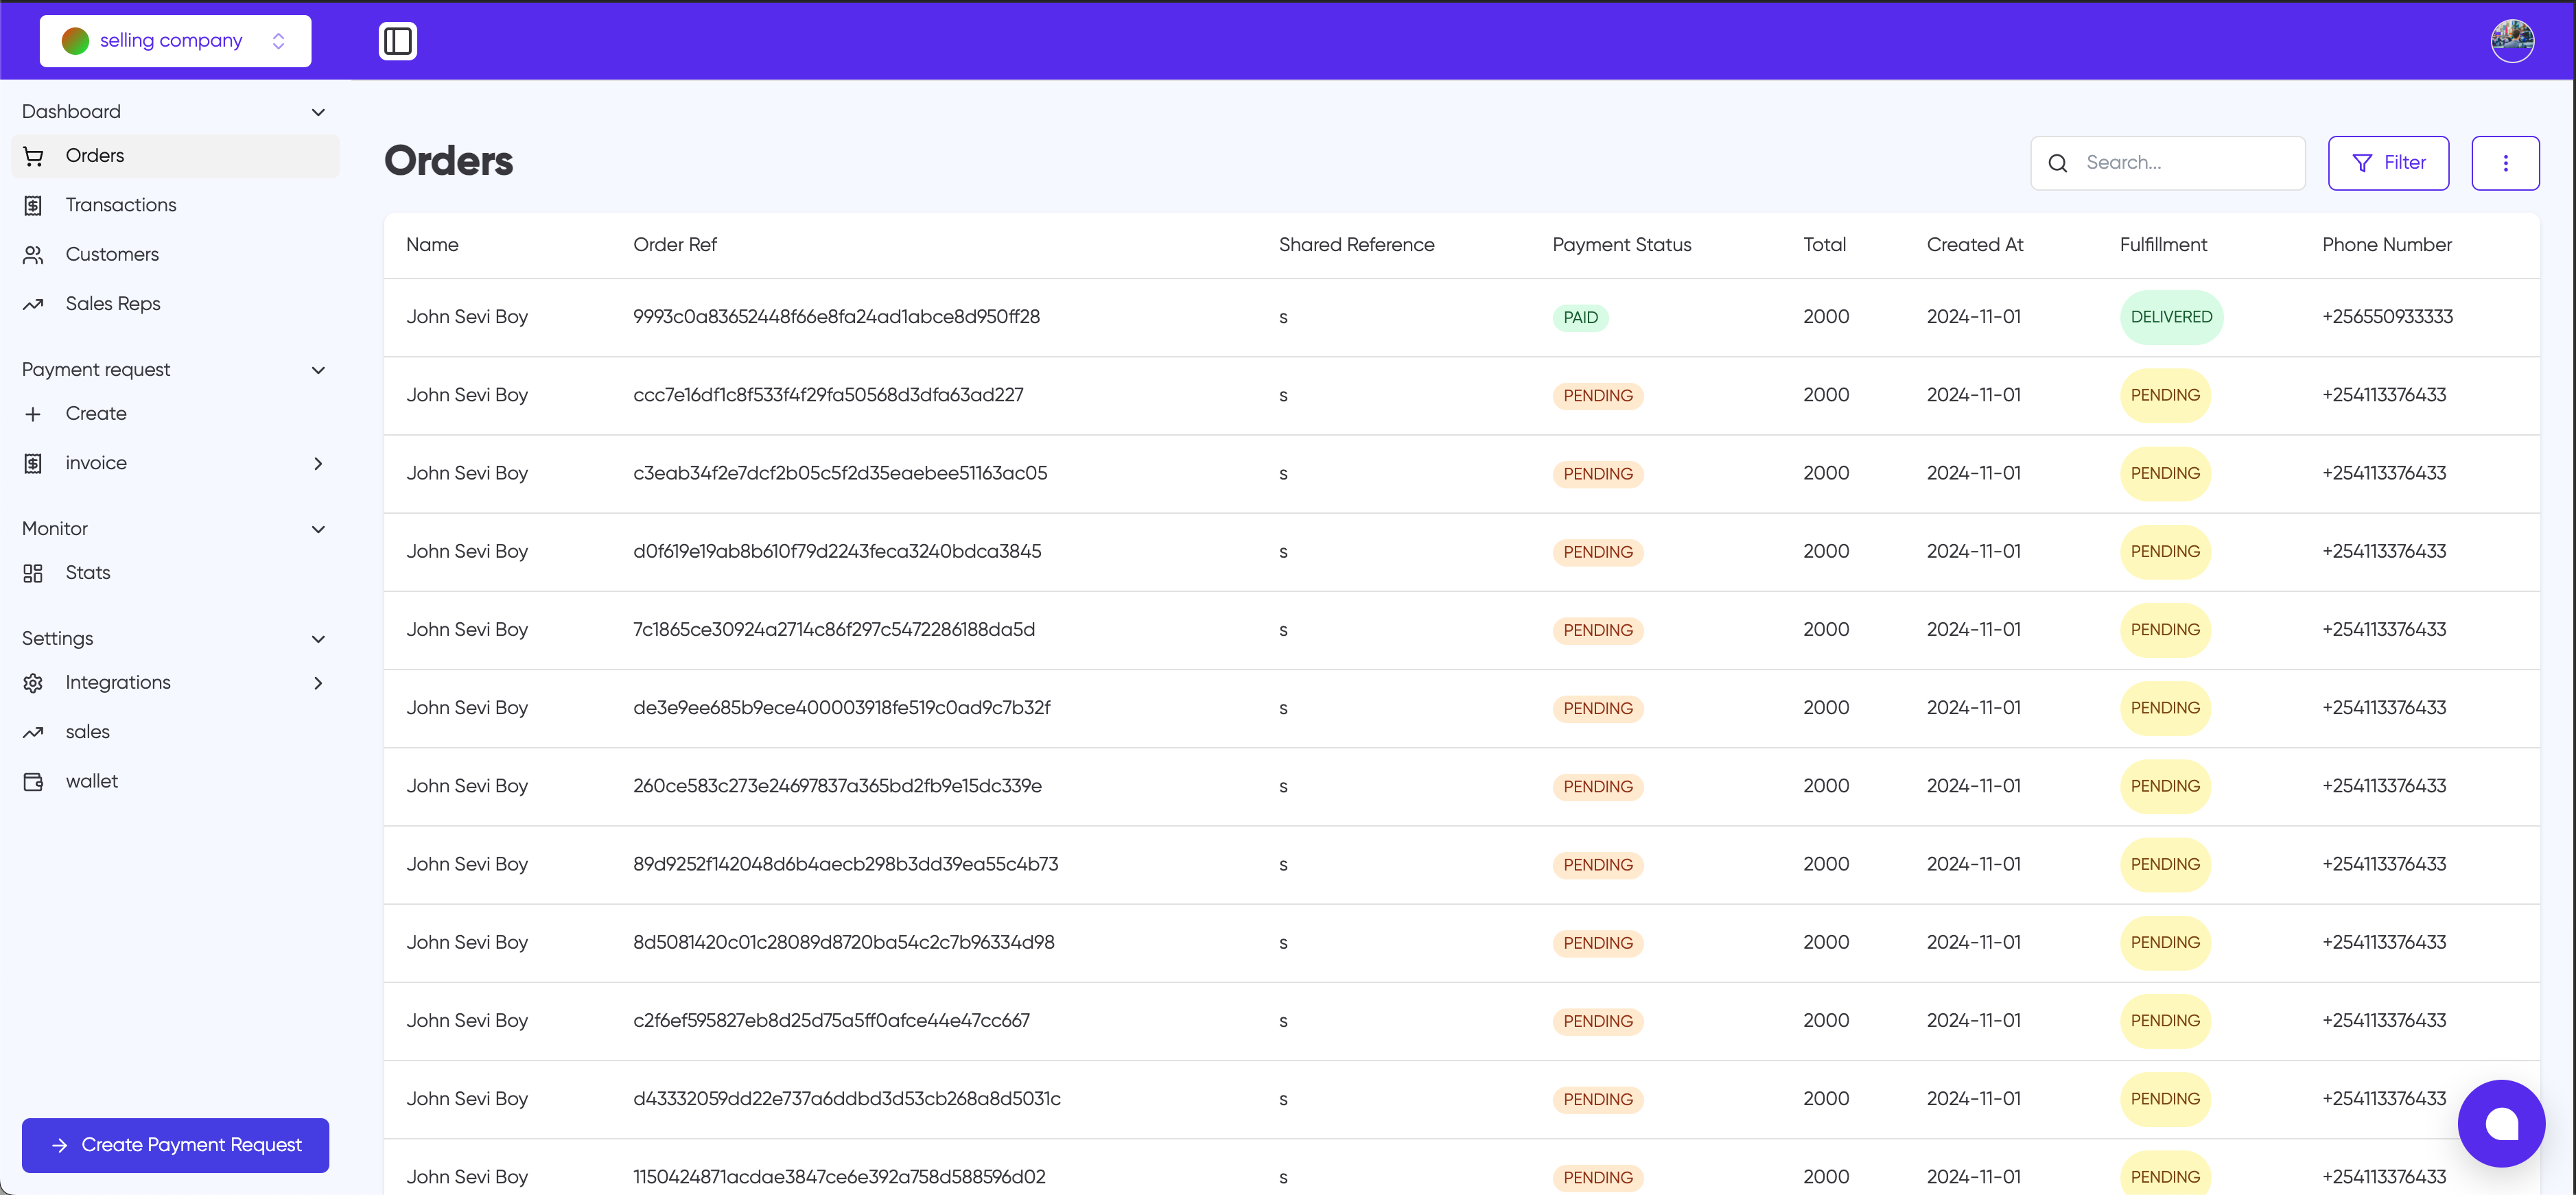 selling company
Dashboard
Orders
Transactions
Customers
Sales Reps
Payment request
Create
invoice
Monitor
Stats
Settings
Integrations
sales
wallet
Create Payment Request
Orders
Search...
Filter
Name Order Ref Shared Reference Payment Status Total Created At Fulfillment Phone Number
John Sevi Boy 9993c0a83652448f66e8fa24ad1abce8d950ff28 s PAID 2000 2024-11-01 DELIVERED +256550933333
John Sevi Boy ccc7e16df1c8f533f4f29fa50568d3dfa63ad227 s PENDING 2000 2024-11-01 PENDING +254113376433
John Sevi Boy c3eab34f2e7dcf2b05c5f2d35eaebee51163ac05 s PENDING 2000 2024-11-01 PENDING +254113376433
John Sevi Boy d0f619e19ab8b610f79d2243feca3240bdca3845 s PENDING 2000 2024-11-01 PENDING +254113376433
John Sevi Boy 7c1865ce30924a2714c86f297c5472286188da5d s PENDING 2000 2024-11-01 PENDING +254113376433
John Sevi Boy de3e9ee685b9ece400003918fe519c0ad9c7b32f s PENDING 2000 2024-11-01 PENDING +254113376433
John Sevi Boy 260ce583c273e24697837a365bd2fb9e15dc339e s PENDING 2000 2024-11-01 PENDING +254113376433
John Sevi Boy 89d9252f142048d6b4aecb298b3dd39ea55c4b73 s PENDING 2000 2024-11-01 PENDING +254113376433
John Sevi Boy 8d5081420c01c28089d8720ba54c2c7b96334d98 s PENDING 2000 2024-11-01 PENDING +254113376433
John Sevi Boy c2f6ef595827eb8d25d75a5ff0afce44e47cc667 s PENDING 2000 2024-11-01 PENDING +254113376433
John Sevi Boy d43332059dd22e737a6ddbd3d53cb268a8d5031c s PENDING 2000 2024-11-01 PENDING +254113376433
John Sevi Boy 1150424871acdae3847ce6e392a758d588596d02 s PENDING 2000 2024-11-01 PENDING +254113376433